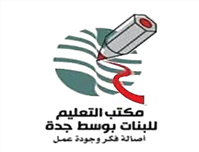 مكتب التعليم
للبنات بوسط جدة
أصالة فكر وجودة عمل